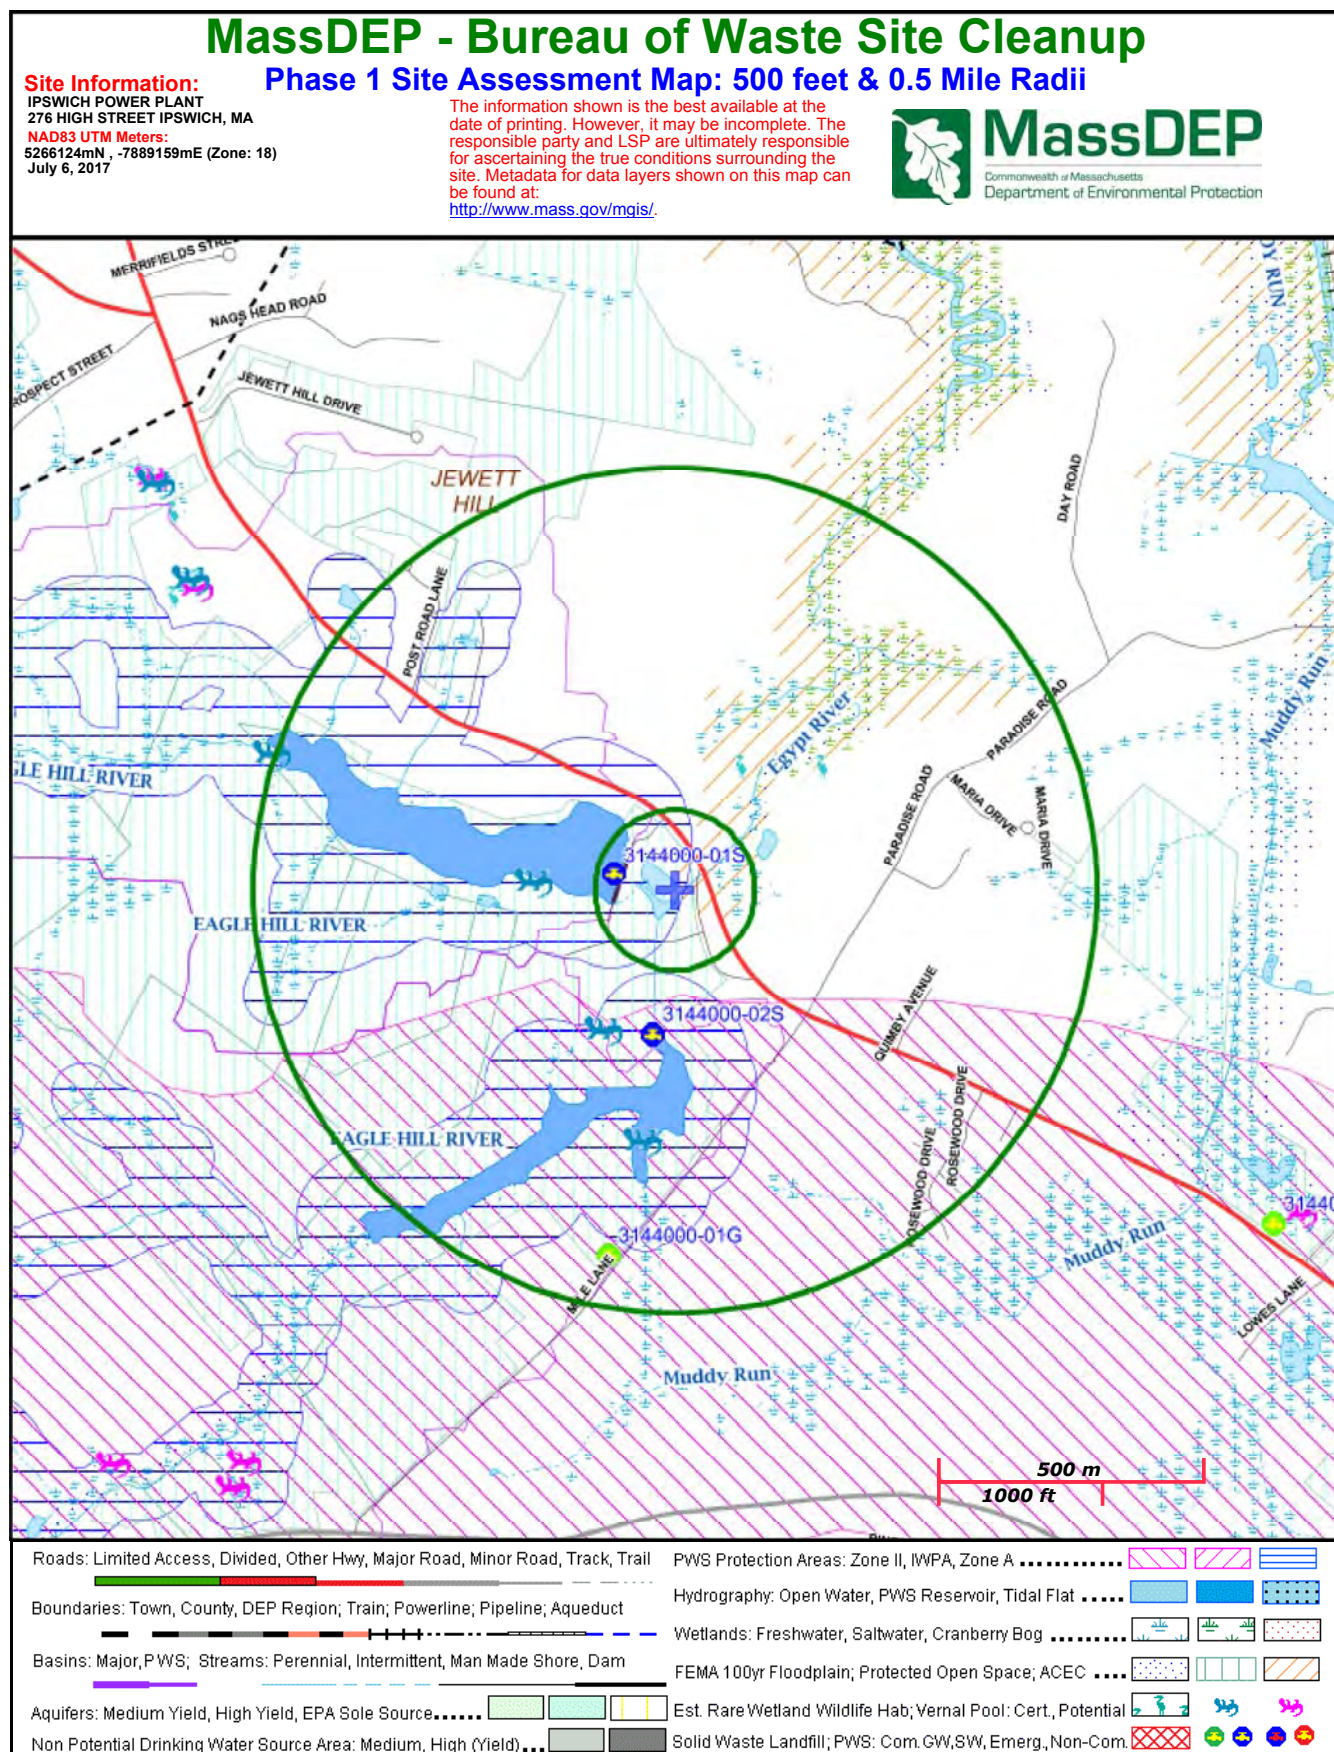 MassDEP - Bureau of Waste Site Cleanup
Phase 1 Site Assessment Map: 500 feet & 0.5 Mile Radii
Site Information:
IPSWICH POWER PLANT
276 HIGH STREET IPSWICH, MA
NAD83 UTM Meters:
5266124mN , -7889159mE (Zone: 18)
July 6, 2017
The information shown is the best available at the
date of printing. However, it may be incomplete. The
responsible party and LSP are ultimately responsible
for ascertaining the true conditions surrounding the
site. Metadata for data layers shown on this map can
be found at:
http://www.mass.gov/mgis/.
MassDEP
Commonwealth of Massachusetts
Department of Environmental Protection
MERRIFIELDS STRE
NAGS HEAD ROAD
ROSPECT STREET
JEWETT HILL DRIVE
DY RUN
JEWETT
HILL
DAY ROAD
POST ROAD LANE
Muddy Run
PARADISE ROAD
Egypt River
GLE HILL RIVER
PARADISE ROAD
MARIA DRIVE
MARIA DRIVE
3144000-01S
EAGLE HILL RIVER
QUIMBY AVENUE
3144000-02S
ROSEWOOD DRIVE
EAGLE HILL RIVER
OSEWOOD DRIVE
31440
3144000-01G
Muddy Run
MILE LANE
LOWES LANE
Muddy Run
500 m
1000 ft
Roads: Limited Access, Divided, Other Hwy, Major Road, Minor Road, Track, Trail
Boundaries: Town, County, DEP Region; Train; Powerline; Pipeline; Aqueduct
Basins: Major, PWS; Streams: Perennial, Intermittent, Man Made Shore, Dam
Aquifers: Medium Yield, High Yield, EPA Sole Source
Non Potential Drinking Water Source Area: Medium, High (Yield)
PWS Protection Areas: Zone II, IWPA, Zone A
Hydrography: Open Water, PWS Reservoir, Tidal Flat
Wetlands: Freshwater, Saltwater, Cranberry Bog
FEMA 100yr Floodplain; Protected Open Space; ACEC
Est. Rare Wetland Wildlife Hab; Vernal Pool: Cert., Potential
Solid Waste Landfill; PWS: Com. GW, SW, Emerg., Non-Com.